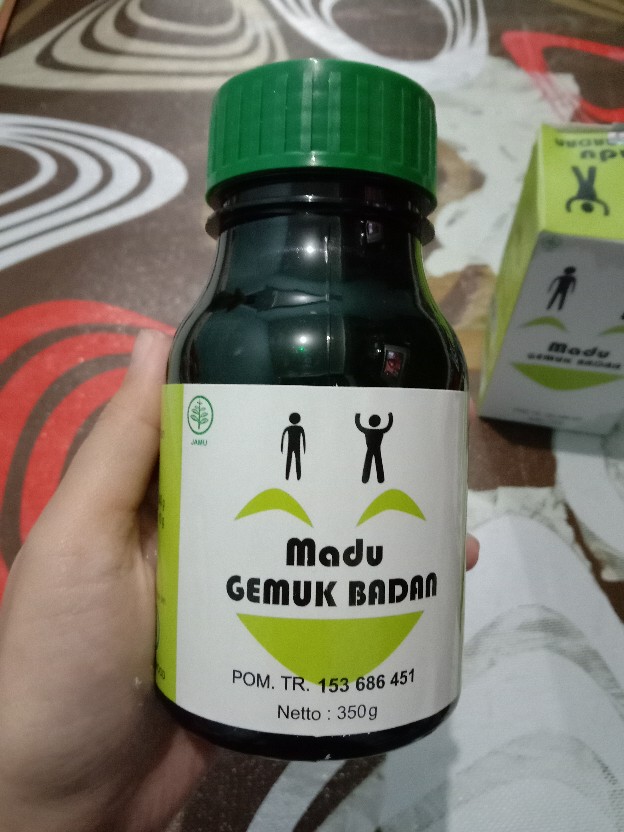 JAMU
Madu
GEMUK BADAN
POM. TR. 153 686 451
Netto : 350g
Madu
GEMUK BADAN